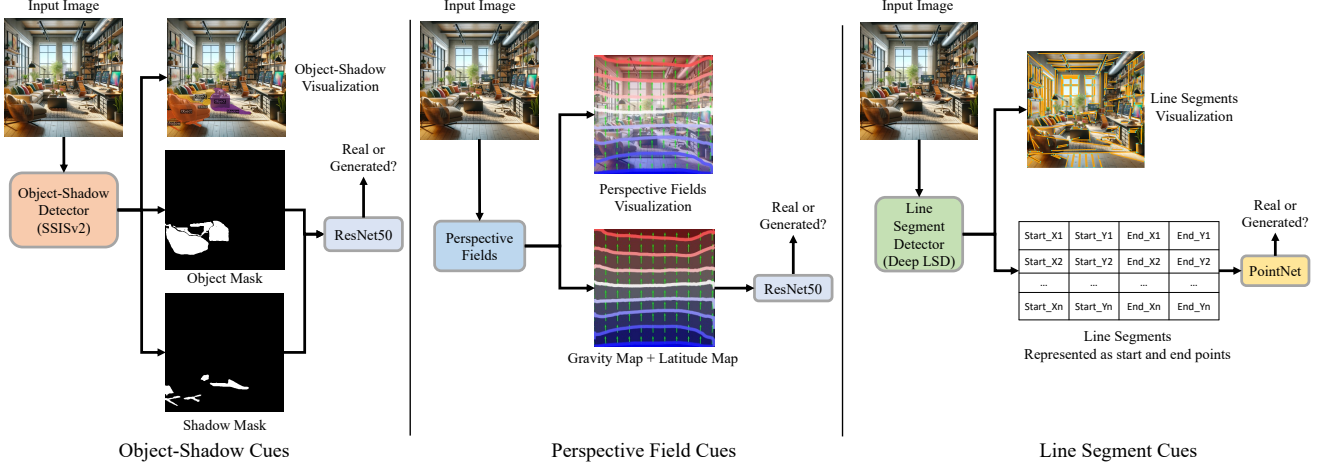 Input Image
Object-Shadow
Visualization
Object-Shadow
Detector
(SSISv2)
Real or
Generated?
ResNet50
Object Mask
Shadow Mask
Object-Shadow Cues
Input Image
Perspective Fields
Visualization
Perspective
Fields
Real or
Generated?
ResNet50
Gravity Map + Latitude Map
Perspective Field Cues
Input Image
Line Segments
Visualization
Line
Segment
Detector
(Deep LSD)
Real or
Generated?
Start_X1 Start_Y1 End_X1 End_Y1
Start_X2 Start_Y2 End_X2 End_Y2
... ... ... ...
Start_Xn Start_Yn End_Xn End_Yn
PointNet
Line Segments
Represented as start and end points
Line Segment Cues